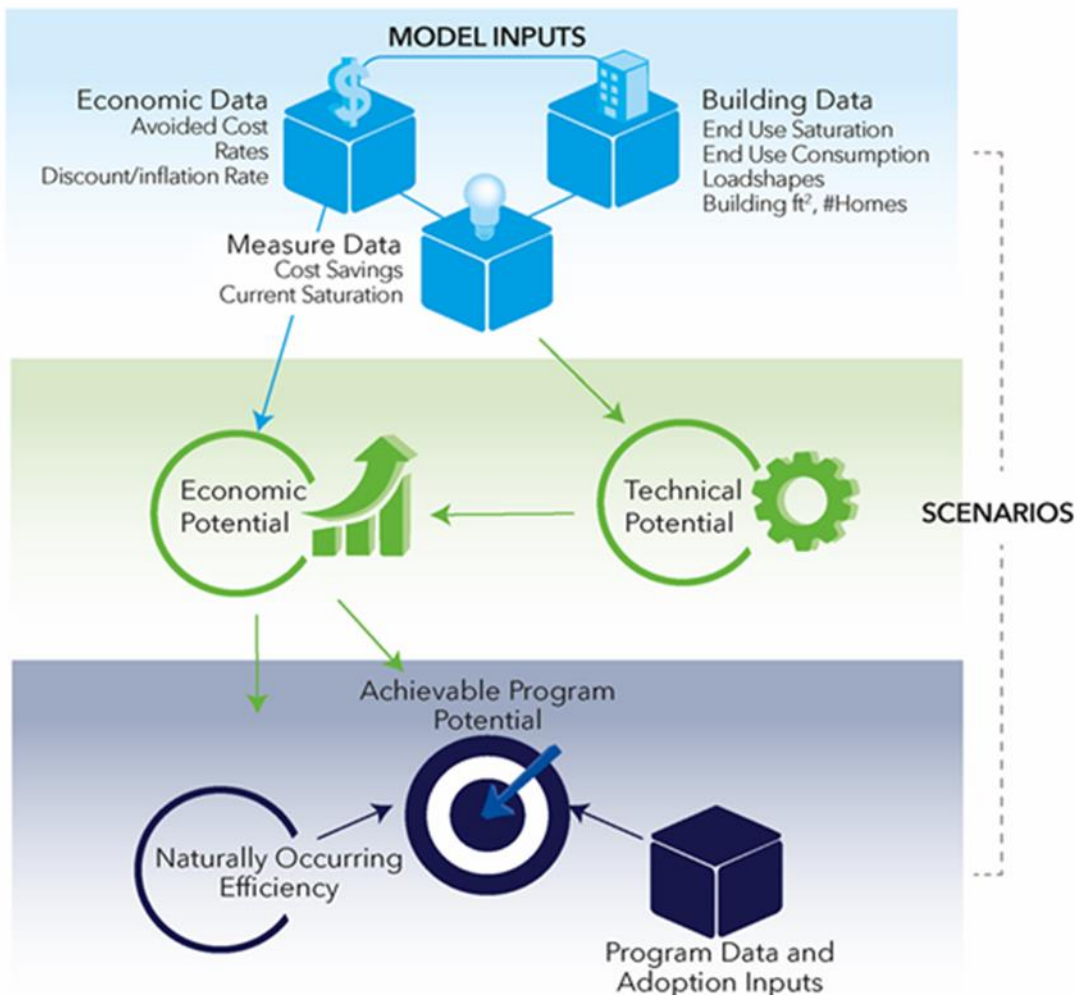 MODEL INPUTS
Economic Data
Avoided Cost
Rates
Discount/inflation Rate
Building Data
End Use Saturation
End Use Consumption
Loadshapes
Building ft², #Homes
Measure Data
Cost Savings
Current Saturation
Economic
Potential
Technical
Potential
SCENARIOS
Achievable Program
Potential
Naturally Occurring
Efficiency
Program Data and
Adoption Inputs